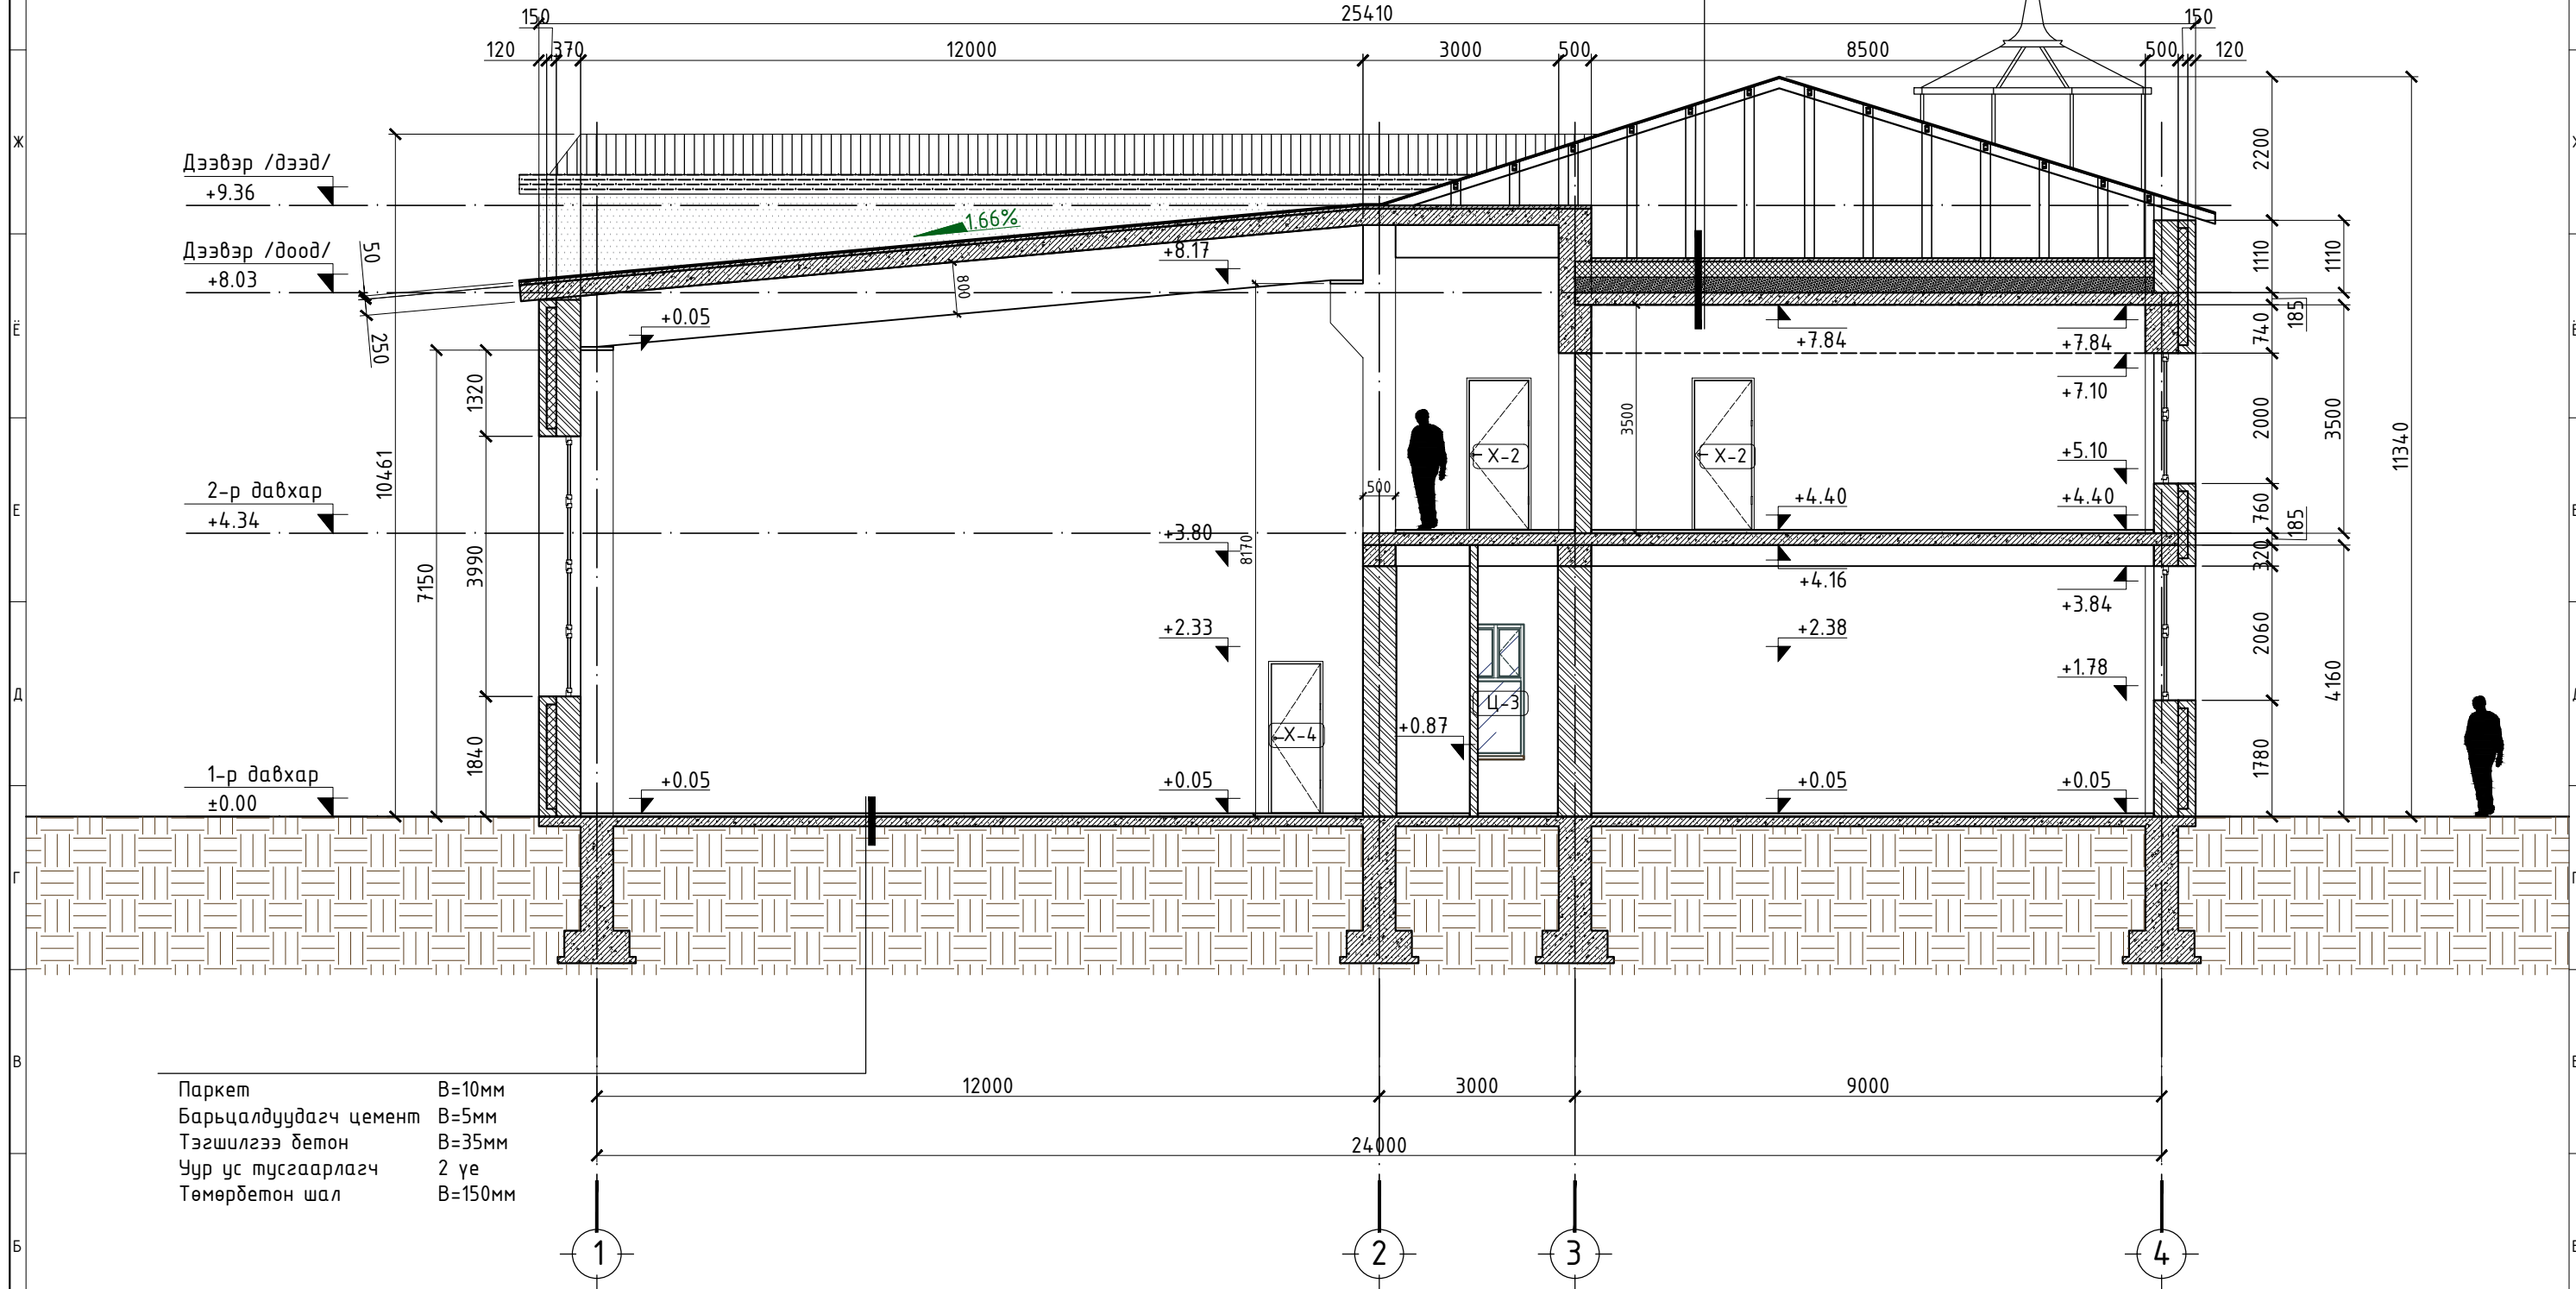 150 25410 150
120 370 12000 3000 500 8500 500 120
Ж
Дээвэр /дээд/
+9.36
2200
1.66%
Дээвэр /доод/
+8.03
50
250
+8.17
800
1110 1110
185
Ё
+0.05
+7.84
+7.84
740
+7.10
1320
10461
3500
2000
3500
11340
X-2
X-2
+5.10
500
Е
2-р давхар
+4.34
+4.40
+4.40
760
185
+3.80
8170
7150
3990
320
+4.16
+3.84
+2.33
+2.38
2060
4160
+1.78
Д
Ц-3
X-4
+0.87
1840
1780
1-р давхар
±0.00
+0.05
+0.05
+0.05
+0.05
Г
В
Паркет B=10мм
Барьцалдуудагч цемент B=5мм
Тэгшилгээ бетон B=35мм
Уур ус тусгаарлагч 2 үе
Төмөрбетон шал B=150мм
12000 3000 9000
24000
Б
1 2 3 4